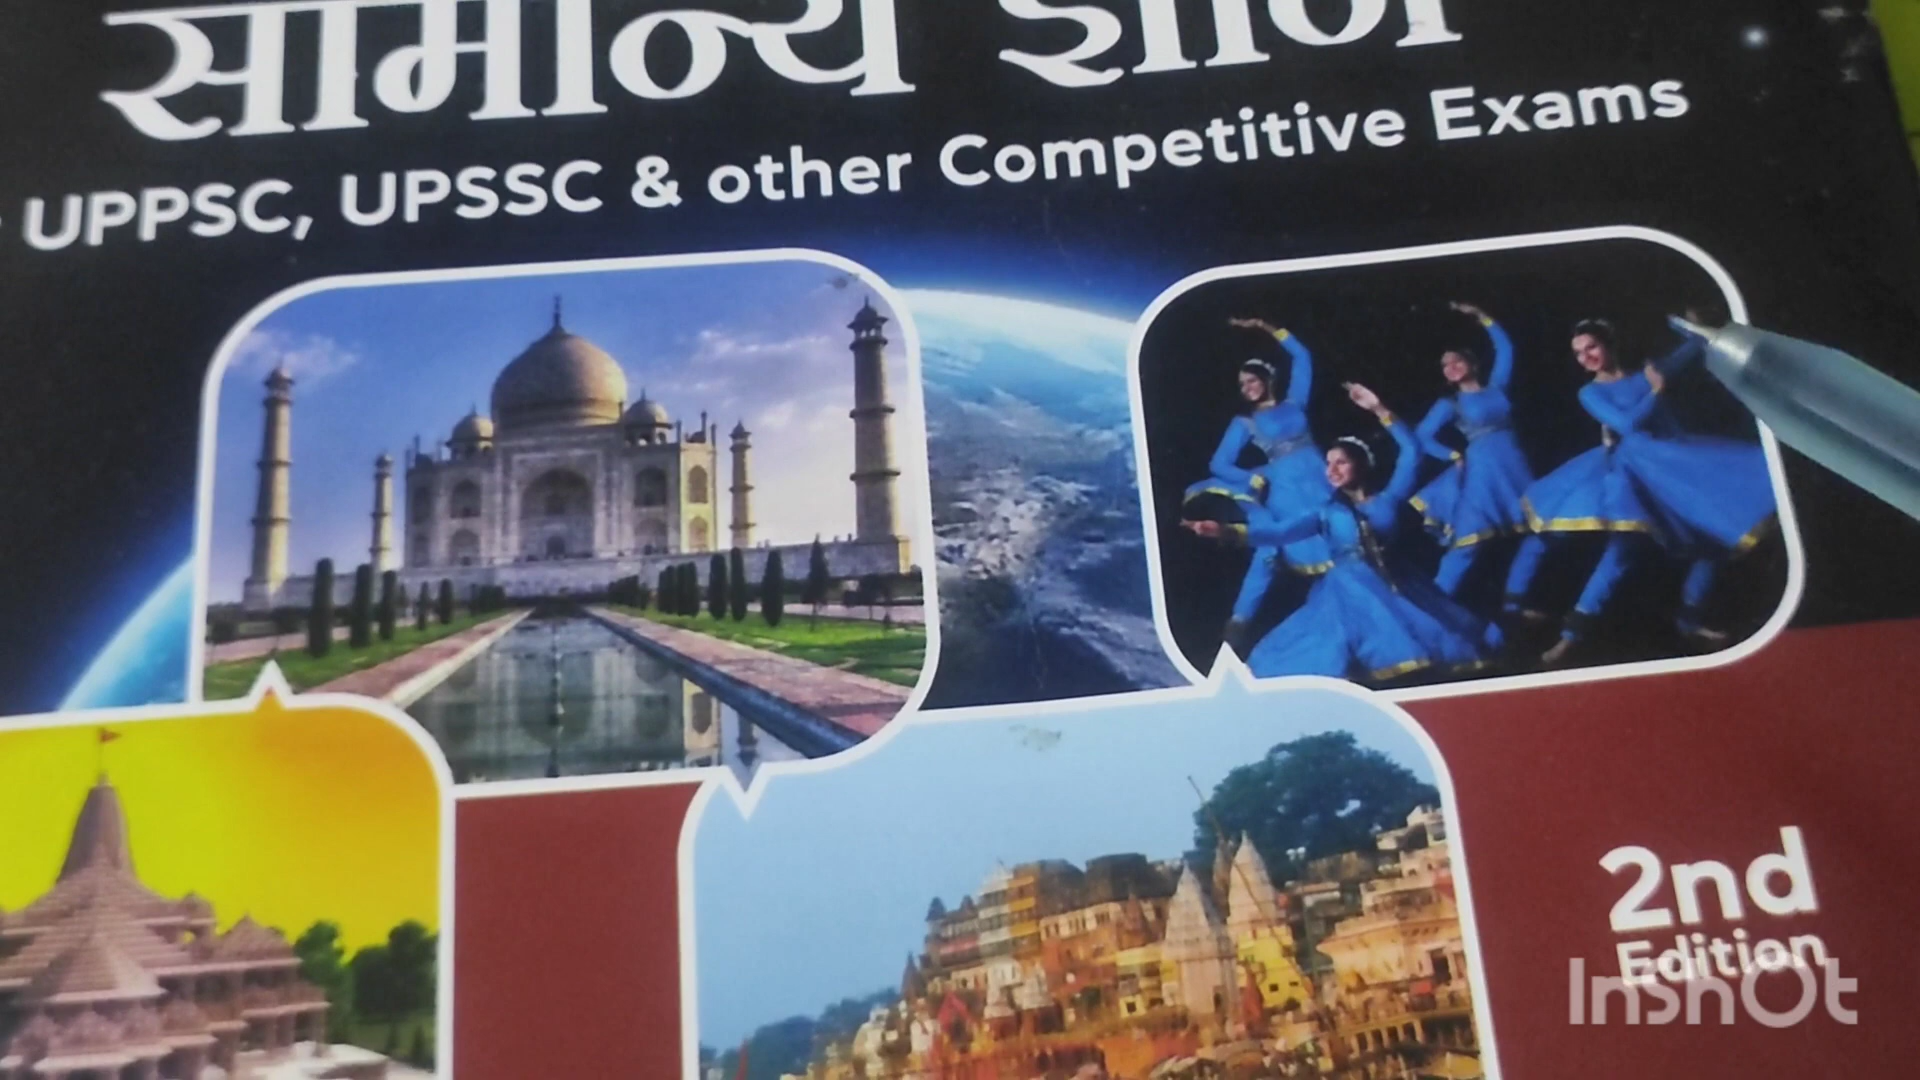 सामान्य ज्ञान
UPPSC, UPSSC & other Competitive Exams
2nd
Edition
InShOt